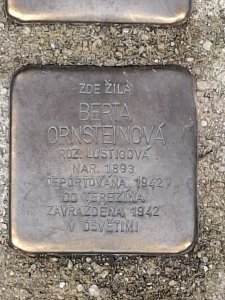 ZDE ŽILA
BERTA
ORNSTEINOVÁ
ROZ. LUSTIGOVÁ
NAR. 1893
DEPORTOVÁNA 1942
DO TEREZÍNA
ZAVRAŽDĚNA 1942
V OSVĚTIMI